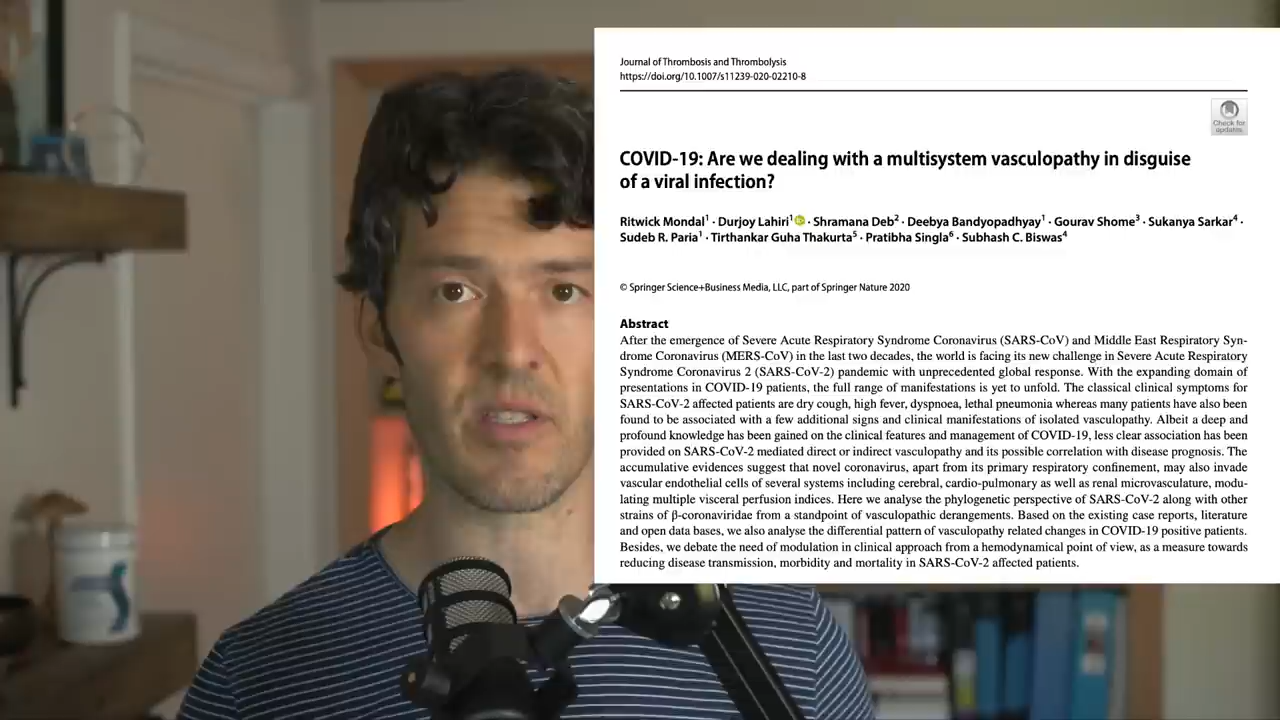 Journal of Thrombosis and Thrombolysis
https://doi.org/10.1007/s11239-020-02210-8
Check for
updates
COVID-19: Are we dealing with a multisystem vasculopathy in disguise
of a viral infection?
Ritwick Mondal1 · Durjoy Lahiri1 · Shramana Deb2 · Deebya Bandyopadhyay1 · Gourav Shome3 · Sukanya Sarkar4 ·
Sudeb R. Paria1 · Tirthankar Guha Thakurta5 · Pratibha Singla6 · Subhash C. Biswas4
© Springer Science+Business Media, LLC, part of Springer Nature 2020
Abstract
After the emergence of Severe Acute Respiratory Syndrome Coronavirus (SARS-CoV) and Middle East Respiratory Syn-
drome Coronavirus (MERS-CoV) in the last two decades, the world is facing its new challenge in Severe Acute Respiratory
Syndrome Coronavirus 2 (SARS-CoV-2) pandemic with unprecedented global response. With the expanding domain of
presentations in COVID-19 patients, the full range of manifestations is yet to unfold. The classical clinical symptoms for
SARS-CoV-2 affected patients are dry cough, high fever, dyspnoea, lethal pneumonia whereas many patients have also been
found to be associated with a few additional signs and clinical manifestations of isolated vasculopathy. Albeit a deep and
profound knowledge has been gained on the clinical features and management of COVID-19, less clear association has been
provided on SARS-CoV-2 mediated direct or indirect vasculopathy and its possible correlation with disease prognosis. The
accumulative evidences suggest that novel coronavirus, apart from its primary respiratory confinement, may also invade
vascular endothelial cells of several systems including cerebral, cardio-pulmonary as well as renal microvasculature, modu-
lating multiple visceral perfusion indices. Here we analyse the phylogenetic perspective of SARS-CoV-2 along with other
strains of β-coronaviridae from a standpoint of vasculopathic derangements. Based on the existing case reports, literature
and open data bases, we also analyse the differential pattern of vasculopathy related changes in COVID-19 positive patients.
Besides, we debate the need of modulation in clinical approach from a hemodynamical point of view, as a measure towards
reducing disease transmission, morbidity and mortality in SARS-CoV-2 affected patients.